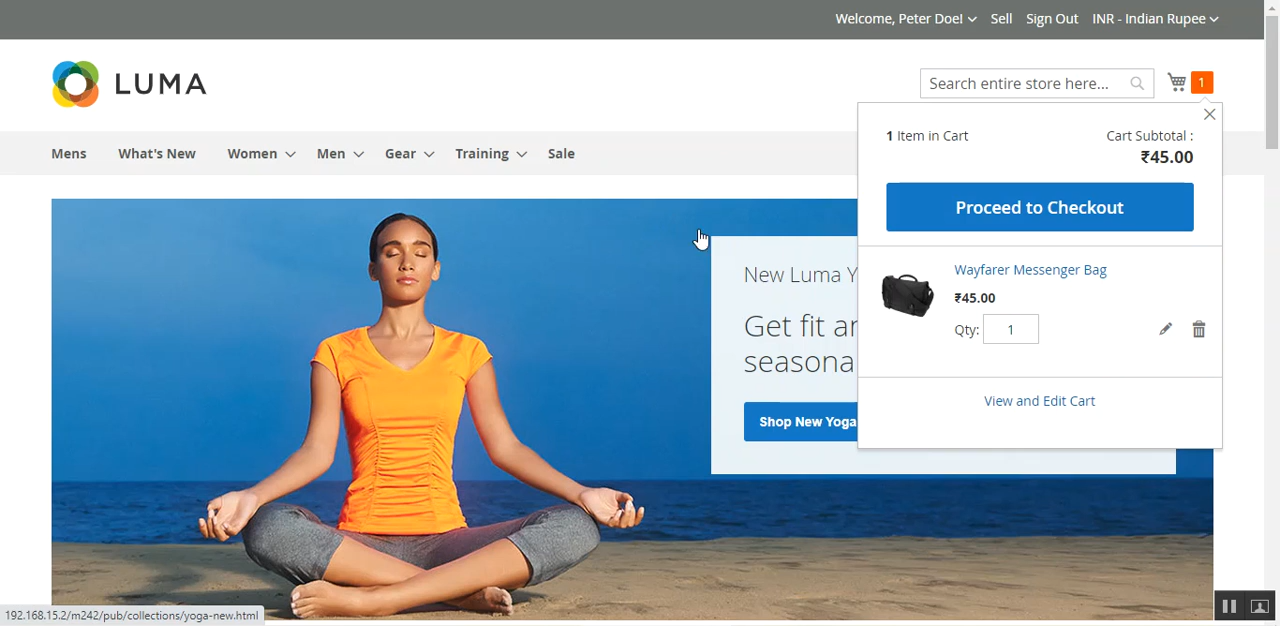 Welcome, Peter Doel Sell Sign Out INR - Indian Rupee
LUMA
Search entire store here...
1
Mens What's New Women Men Gear Training Sale
1 Item in Cart
Cart Subtotal :
₹45.00
Proceed to Checkout
Wayfarer Messenger Bag
₹45.00
Qty: 1
View and Edit Cart
New Luma Y
Get fit an
seasona
Shop New Yoga
192.168.15.2/m242/pub/collections/yoga-new.html